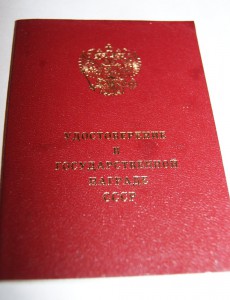 УДОСТОВЕРЕНИЕ
К
ГОСУДАРСТВЕННОЙ
НАГРАДЕ
СССР